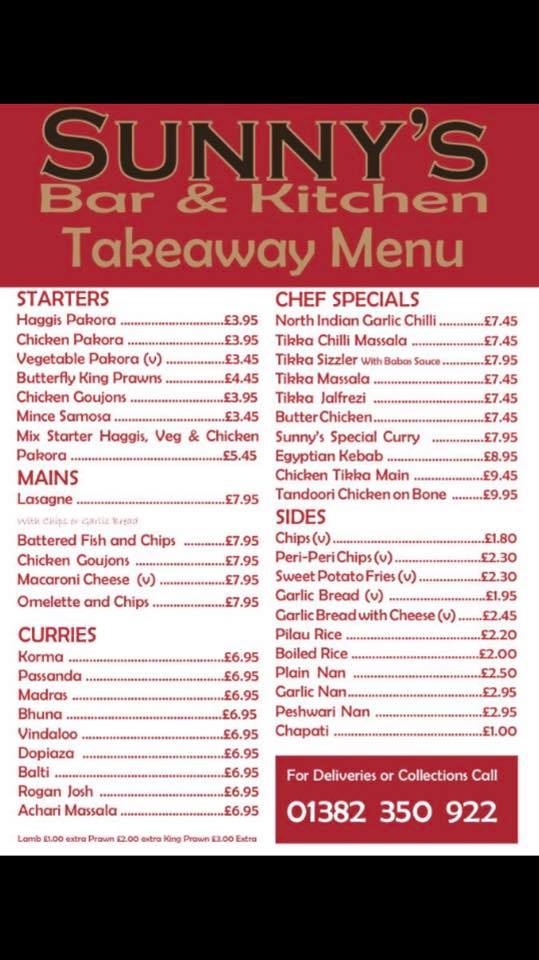 SUNNY'S
Bar & Kitchen
Takeaway Menu
STARTERS
Haggis Pakora ..........................£3.95
Chicken Pakora ........................£3.95
Vegetable Pakora (v) ..............£3.45
Butterfly King Prawns .............£4.45
Chicken Goujons ......................£3.95
Mince Samosa ..........................£3.45
Mix Starter Haggis, Veg & Chicken
Pakora ......................................£5.45
MAINS
Lasagne .....................................£7.95
With Chips or Garlic Bread
Battered Fish and Chips ..........£7.95
Chicken Goujons .....................£7.95
Macaroni Cheese (v) ...............£7.95
Omelette and Chips .................£7.95
CURRIES
Korma ......................................£6.95
Passanda ..................................£6.95
Madras .....................................£6.95
Bhuna .......................................£6.95
Vindaloo ..................................£6.95
Dopiaza ...................................£6.95
Balti ..........................................£6.95
Rogan Josh ..............................£6.95
Achari Massala .........................£6.95
Lamb £1.00 extra Prawn £2.00 extra King Prawn £3.00 Extra
CHEF SPECIALS
North Indian Garlic Chilli ...........£7.45
Tikka Chilli Massala ..................£7.45
Tikka Sizzler With Babas Sauce ..........£7.95
Tikka Massala ...........................£7.45
Tikka Jalfrezi ...........................£7.45
Butter Chicken...........................£7.45
Sunny's Special Curry ..............£7.95
Egyptian Kebab ........................£8.95
Chicken Tikka Main ..................£9.45
Tandoori Chicken on Bone ........£9.95
SIDES
Chips (v)......................................£1.80
Peri-Peri Chips (v)......................£2.30
Sweet Potato Fries (v)................£2.30
Garlic Bread (v) ........................£1.95
Garlic Bread with Cheese (v).......£2.45
Pilau Rice ..................................£2.20
Boiled Rice .................................£2.00
Plain Nan .................................£2.50
Garlic Nan..................................£2.95
Peshwari Nan ...........................£2.95
Chapati .....................................£1.00
For Deliveries or Collections Call
01382 350 922